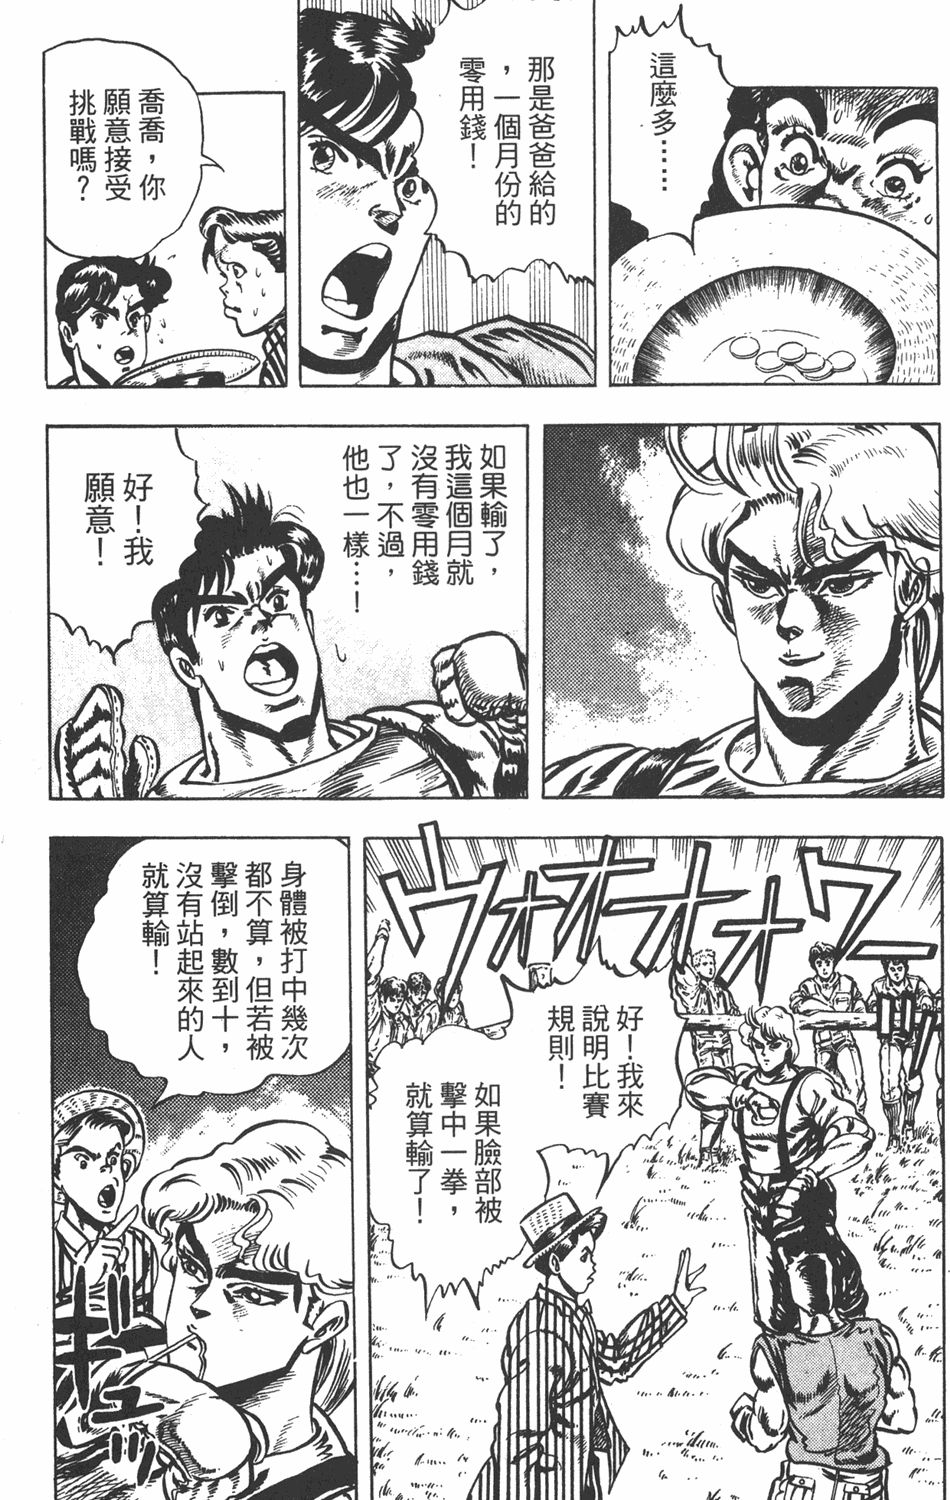 這麼多……
那是爸爸給的
，一個月份的
零用錢！
喬喬，你
願意接受
挑戰嗎？
如果輸了，
我這個月就
沒有零用錢
了，不過，
他也一樣……！
好！我
願意！
ウオオオオワー
好！我來
說明比賽
規則！
如果臉部被
擊中一拳，
就算輸了！
身體被打中幾次
都不算，但若被
擊倒，數到十，
沒有站起來的人
就算輸！
ギュッ